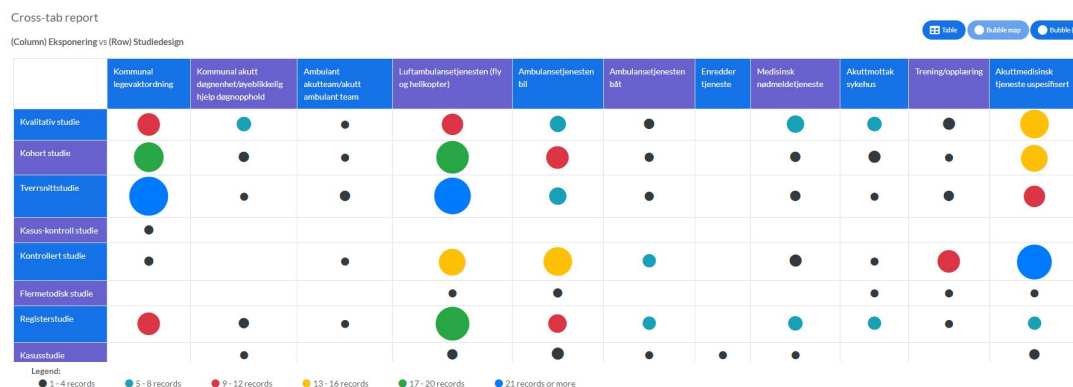 Cross-tab report
(Column) Eksponering vs (Row) Studiedesign
Table
Bubble map
Bubble
Kommunal legevaktordning
Kommunal akutt døgnenhet/øyeblikkelig hjelp døgnopphold
Ambulant akutteam/akutt ambulant team
Luftambulansetjenesten (fly og helikopter)
Ambulansetjenesten bil
Ambulansetjenesten båt
Enredder tjeneste
Medisinsk nødmeldetjeneste
Akuttmottak sykehus
Trening/opplæring
Akuttmedisinsk tjeneste uspesifisert
Kvalitativ studie
Kohort studie
Tverrsnittstudie
Kasus-kontroll studie
Kontrollert studie
Flermetodisk studie
Registerstudie
Kasusstudie
Legend:
1 - 4 records
5 - 8 records
9 - 12 records
13 - 16 records
17 - 20 records
21 records or more